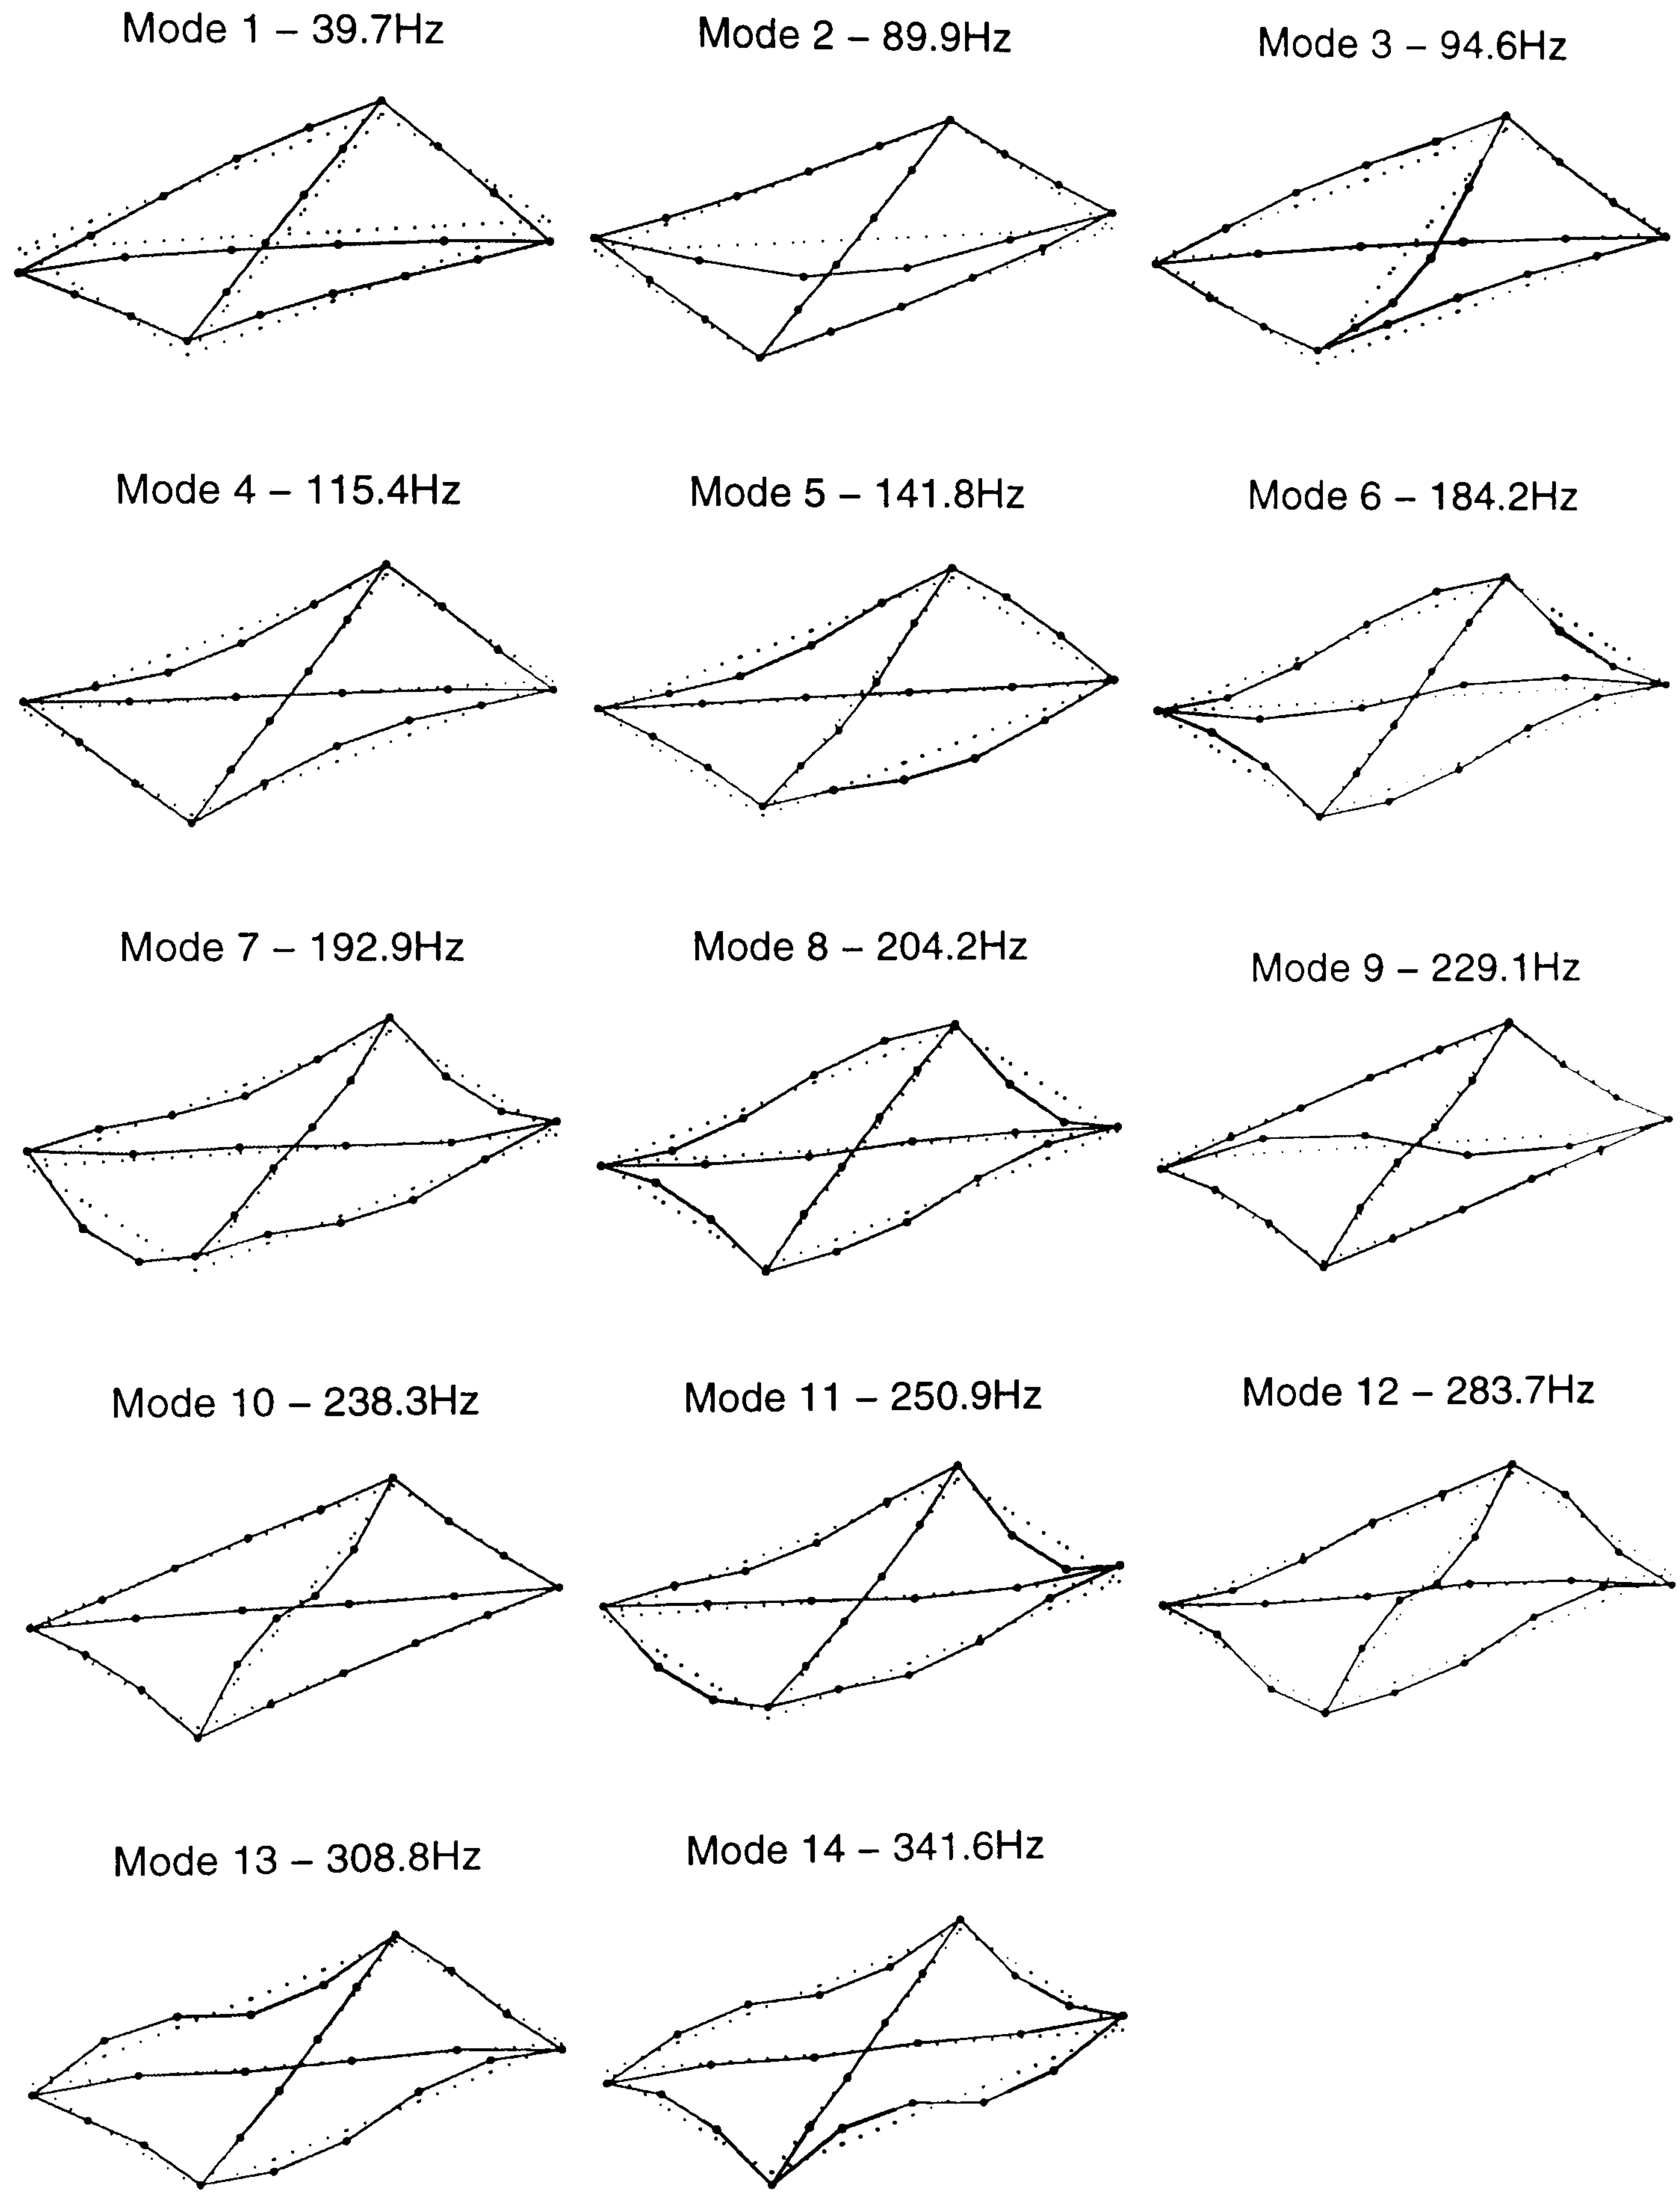 Mode 1 – 39.7Hz
Mode 2 – 89.9Hz
Mode 3 – 94.6Hz
Mode 4 – 115.4Hz
Mode 5 – 141.8Hz
Mode 6 – 184.2Hz
Mode 7 – 192.9Hz
Mode 8 – 204.2Hz
Mode 9 – 229.1Hz
Mode 10 – 238.3Hz
Mode 11 – 250.9Hz
Mode 12 – 283.7Hz
Mode 13 – 308.8Hz
Mode 14 – 341.6Hz